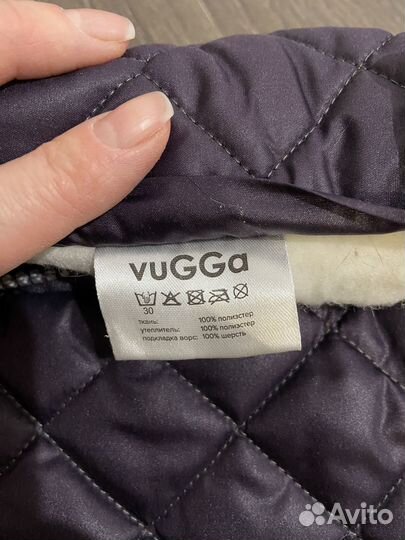 vuGGa
30
ткань: 100% полиэстер
утеплитель: 100% полиэстер
подкладка ворс: 100% шерсть
Avito